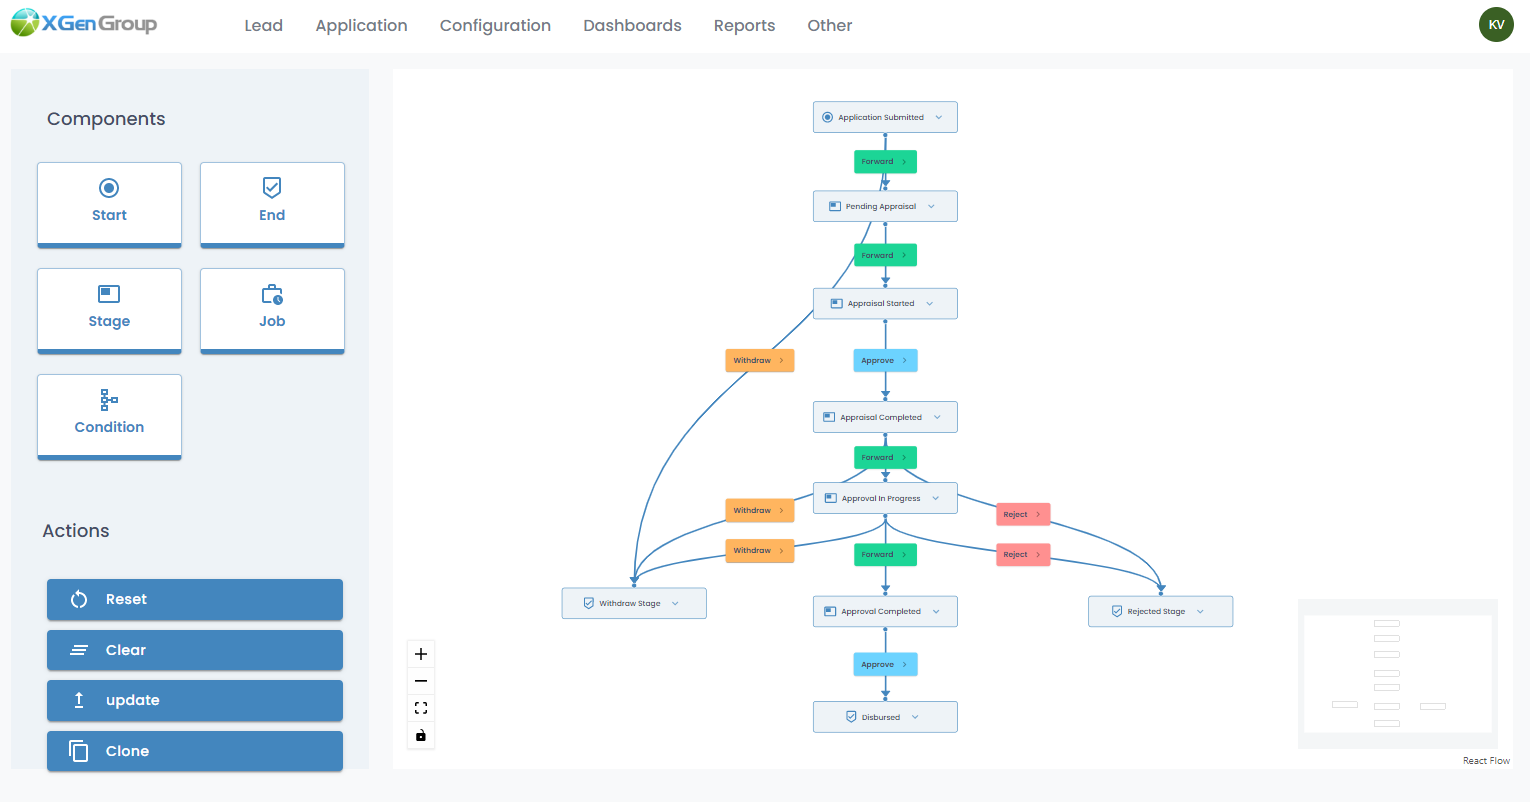 XGenGroup
Lead
Application
Configuration
Dashboards
Reports
Other
KV
Components
Start
End
Stage
Job
Condition
Actions
Reset
Clear
update
Clone
Application Submitted
Forward
Pending Appraisal
Forward
Appraisal Started
Withdraw
Approve
Appraisal Completed
Forward
Approval In Progress
Withdraw
Reject
Withdraw
Forward
Reject
Withdraw Stage
Approval Completed
Rejected Stage
Approve
Disbursed
React Flow